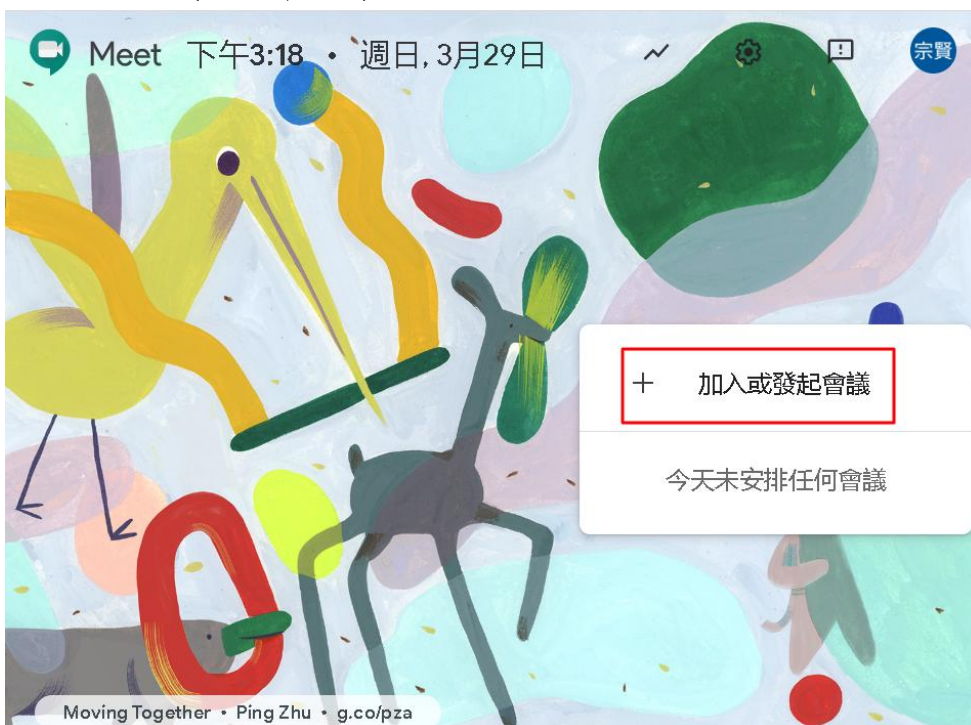 Meet 下午3:18 • 週日, 3月29日
宗賢
+ 加入或發起會議
今天未安排任何會議
Moving Together • Ping Zhu • g.co/pza